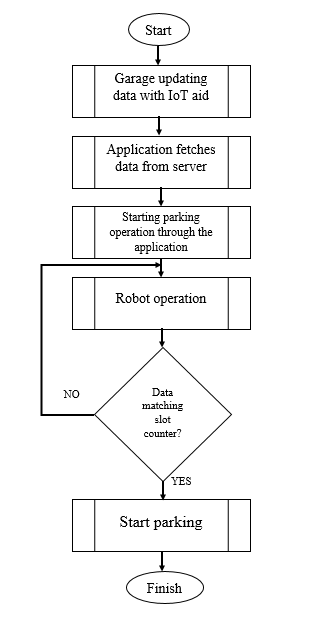 Start
Garage updating
data with IoT aid
Application fetches
data from server
Starting parking
operation through the
application
Robot operation
Data
matching
slot
counter?
NO
YES
Start parking
Finish